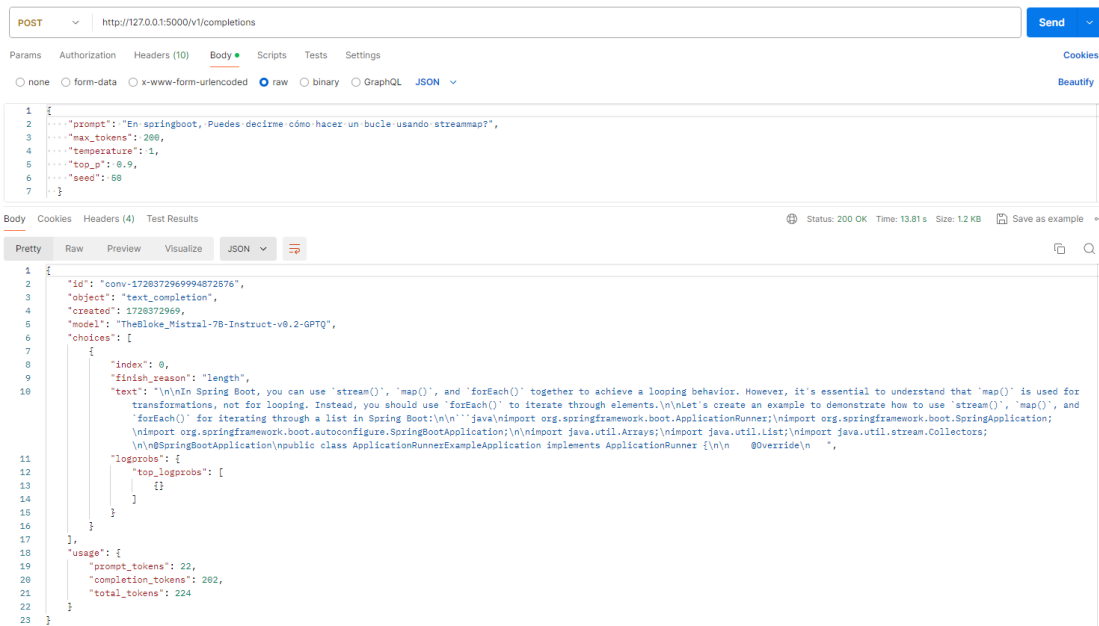 POST http://127.0.0.1:5000/v1/completions Send
Params Authorization Headers (10) Body Scripts Tests Settings Cookies
none form-data x-www-form-urlencoded raw binary GraphQL JSON Beautify
1 {
2 "prompt": "En springboot, Puedes decirme cómo hacer un bucle usando streammap?",
3 "max_tokens": 200,
4 "temperature": 1,
5 "top_p": 0.9,
6 "seed": 50
7 }
Body Cookies Headers (4) Test Results Status: 200 OK Time: 13.81 s Size: 1.2 KB Save as example
Pretty Raw Preview Visualize JSON
1 {
2 "id": "conv-1720372969994872576",
3 "object": "text_completion",
4 "created": 1720372969,
5 "model": "TheBloke_Mistral-7B-Instruct-v0.2-GPTQ",
6 "choices": [
7 {
8 "index": 0,
9 "finish_reason": "length",
10 "text": "\n\nIn Spring Boot, you can use `stream()`, `map()`, and `forEach()` together to achieve a looping behavior. However, it's essential to understand that `map()` is used for
transformations, not for looping. Instead, you should use `forEach()` to iterate through elements.\n\nLet's create an example to demonstrate how to use `stream()`, `map()`, and
`forEach()` for iterating through a list in Spring Boot:\n\n```java\nimport org.springframework.boot.ApplicationRunner;\nimport org.springframework.boot.SpringApplication;
\nimport org.springframework.boot.autoconfigure.SpringBootApplication;\n\nimport java.util.Arrays;\nimport java.util.List;\nimport java.util.stream.Collectors;
\n\n@SpringBootApplication\npublic class ApplicationRunnerExampleApplication implements ApplicationRunner {\n\n    @Override\n   ",
11 "logprobs": {
12 "top_logprobs": [
13 {}
14 ]
15 }
16 }
17 ],
18 "usage": {
19 "prompt_tokens": 22,
20 "completion_tokens": 202,
21 "total_tokens": 224
22 }
23 }